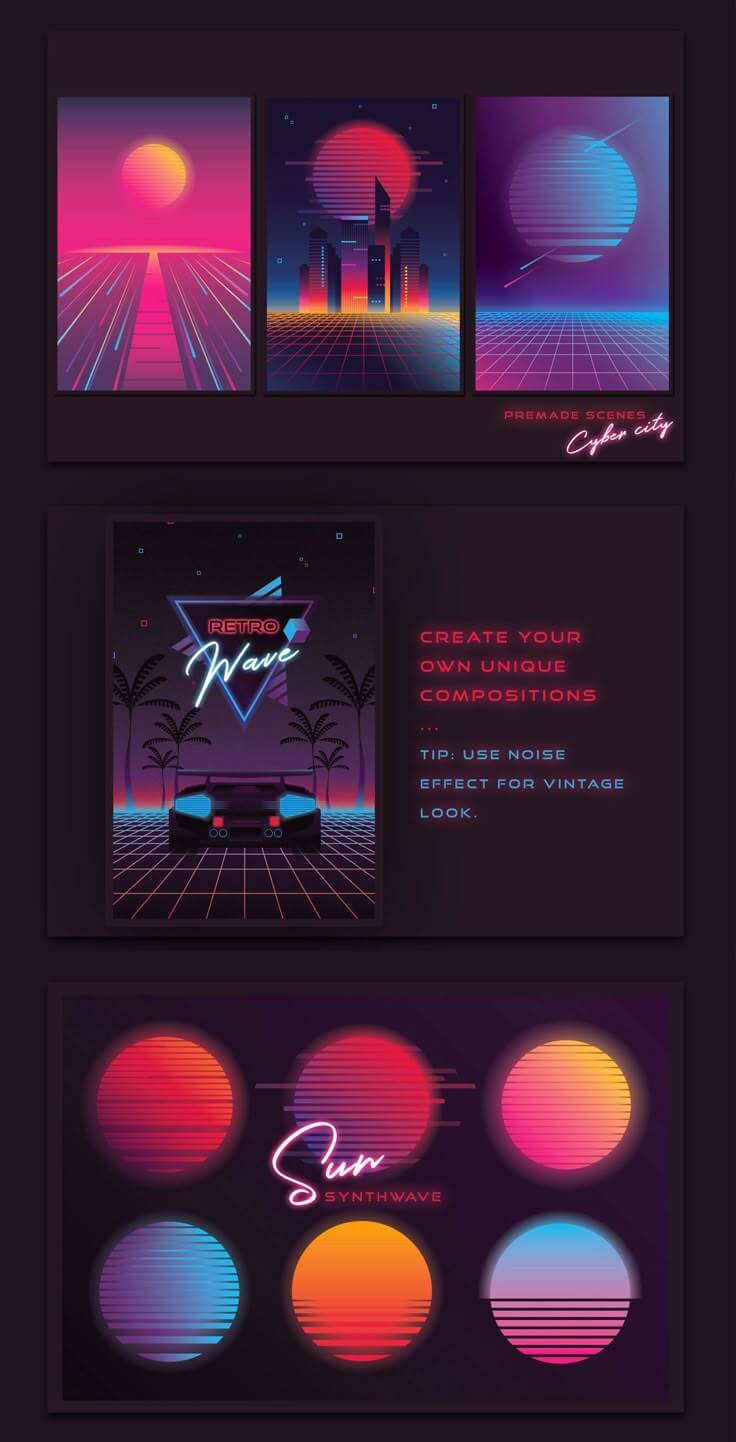 PREMADE SCENES
Cyber city
RETRO
Wave
CREATE YOUR
OWN UNIQUE
COMPOSITIONS
...
TIP: USE NOISE
EFFECT FOR VINTAGE
LOOK.
Sun
SYNTHWAVE